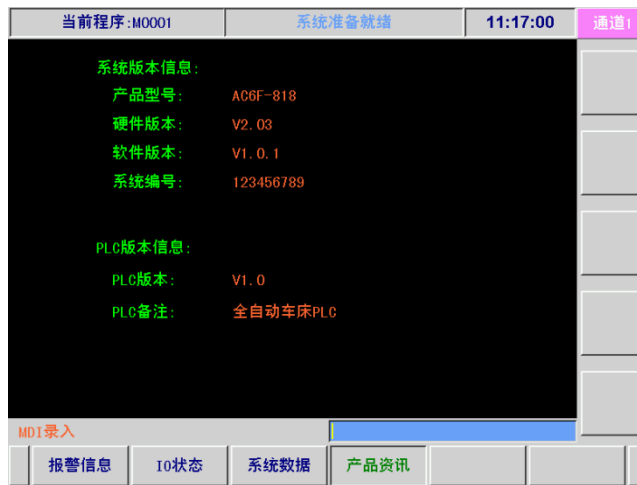 当前程序:M0001 系统准备就绪 11:17:00 通道1
系统版本信息:
产品型号: AC6F-818
硬件版本: V2.03
软件版本: V1.0.1
系统编号: 123456789
PLC版本信息:
PLC版本: V1.0
PLC备注: 全自动车床PLC
MDI录入
报警信息 IO状态 系统数据 产品资讯